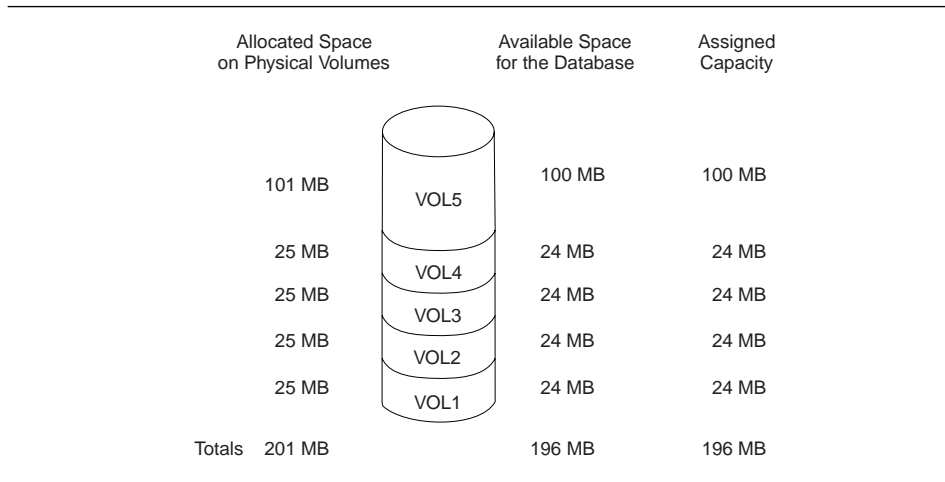 Allocated Space
on Physical Volumes
Available Space
for the Database
Assigned
Capacity
101 MB VOL5 100 MB 100 MB
25 MB VOL4 24 MB 24 MB
25 MB VOL3 24 MB 24 MB
25 MB VOL2 24 MB 24 MB
25 MB VOL1 24 MB 24 MB
Totals 201 MB 196 MB 196 MB